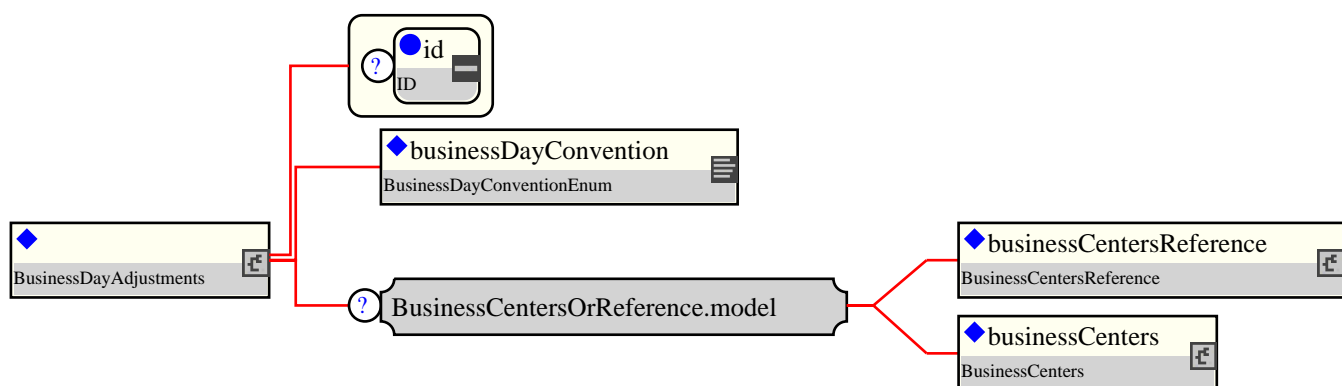 ?
id
ID
businessDayConvention
BusinessDayConventionEnum
BusinessDayAdjustments
?
BusinessCentersOrReference.model
businessCentersReference
BusinessCentersReference
businessCenters
BusinessCenters